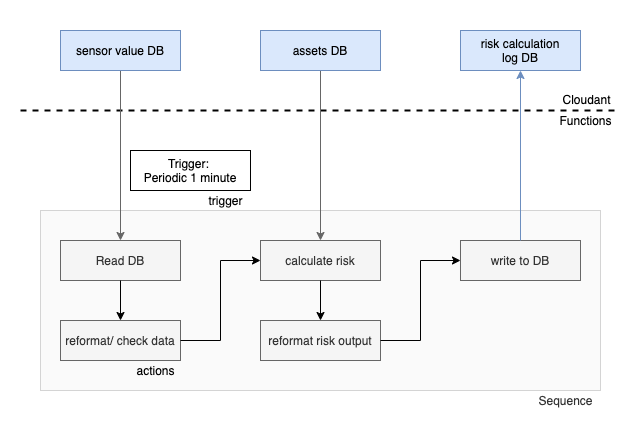 sensor value DB
assets DB
risk calculation
log DB
Cloudant
Functions
Trigger:
Periodic 1 minute
trigger
Read DB
calculate risk
write to DB
reformat/ check data
reformat risk output
actions
Sequence